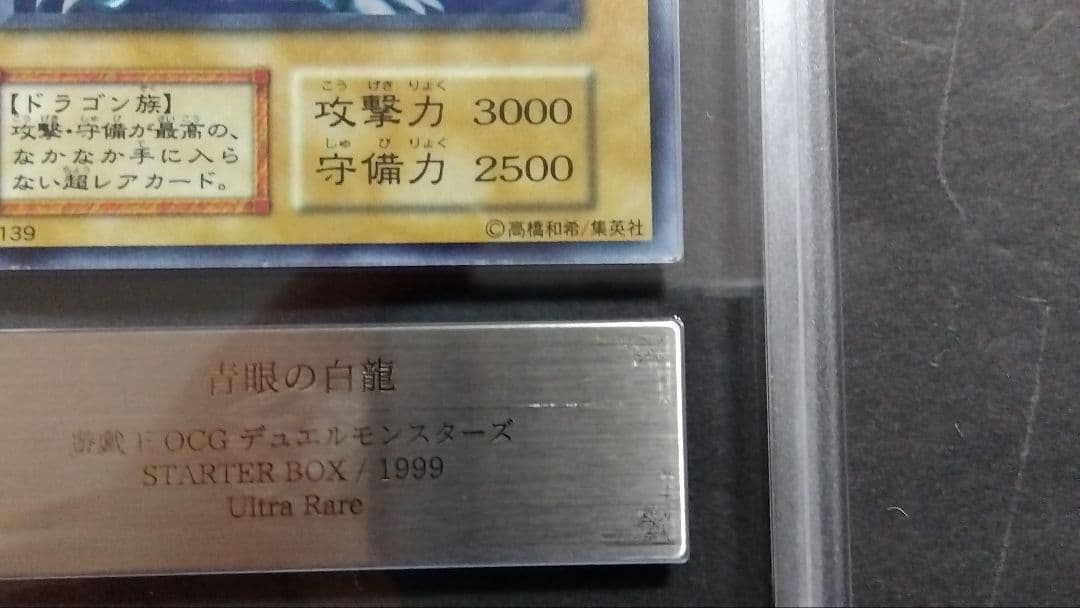 【ドラゴン族】
攻撃・守備が最高の、
なかなか手に入ら
ない超レアカード。
こう げき りょく
攻撃力 3000
しゅ び りょく
守備力 2500
139
©高橋和希/集英社
青眼の白龍
遊戯王OCG デュエルモンスターズ
STARTER BOX / 1999
Ultra Rare